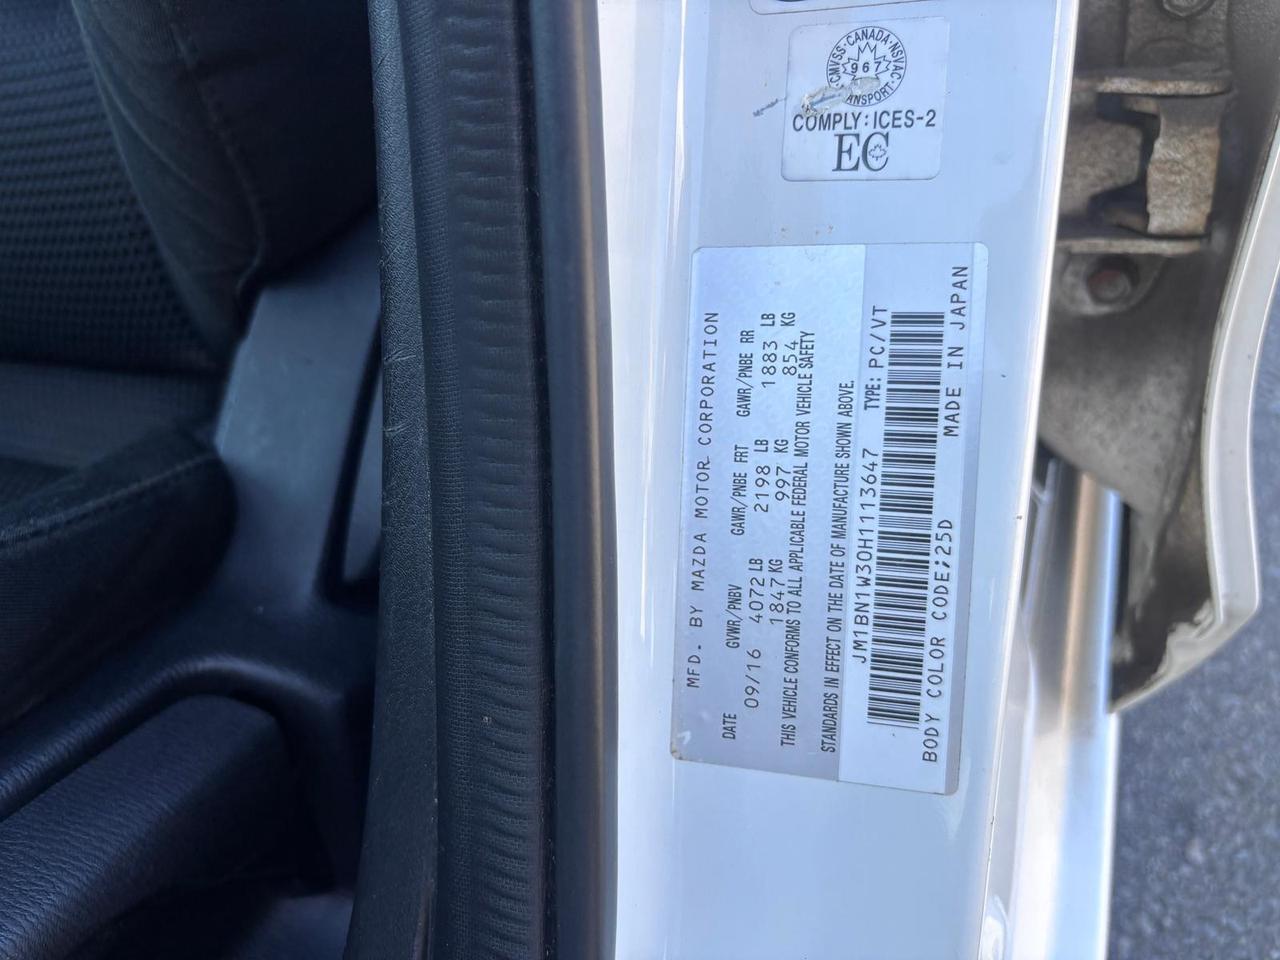 CMVSS · CANADA · NSVAC
967
COMPLY: ICES-2
EC
MFD. BY MAZDA MOTOR CORPORATION
DATE GVWR/PNBV GAWR/PNBE FRT GAWR/PNBE RR
09/16 4072 LB 2198 LB 1883 LB
1847 KG 997 KG 854 KG
THIS VEHICLE CONFORMS TO ALL APPLICABLE FEDERAL MOTOR VEHICLE SAFETY
STANDARDS IN EFFECT ON THE DATE OF MANUFACTURE SHOWN ABOVE.
JM1BN1W30H1113647 TYPE: PC/VT
BODY COLOR CODE;25D MADE IN JAPAN